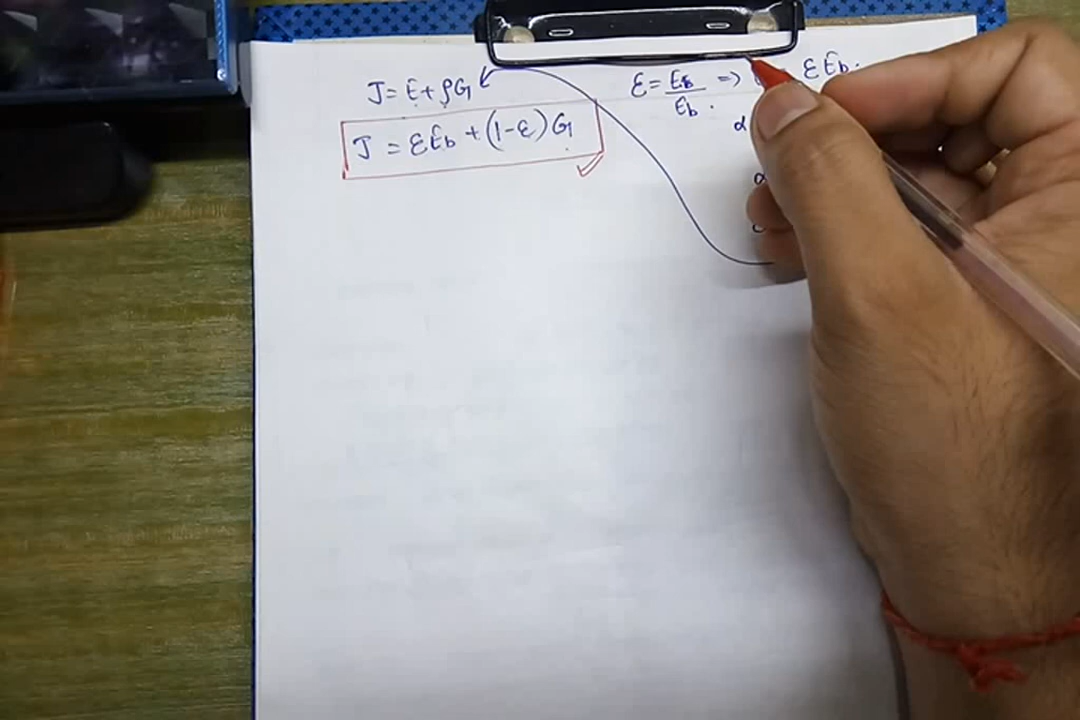 J = E + ρG
J = εEb + (1-ε)G
ε = E/Eb ⇒ εEb.
α
α